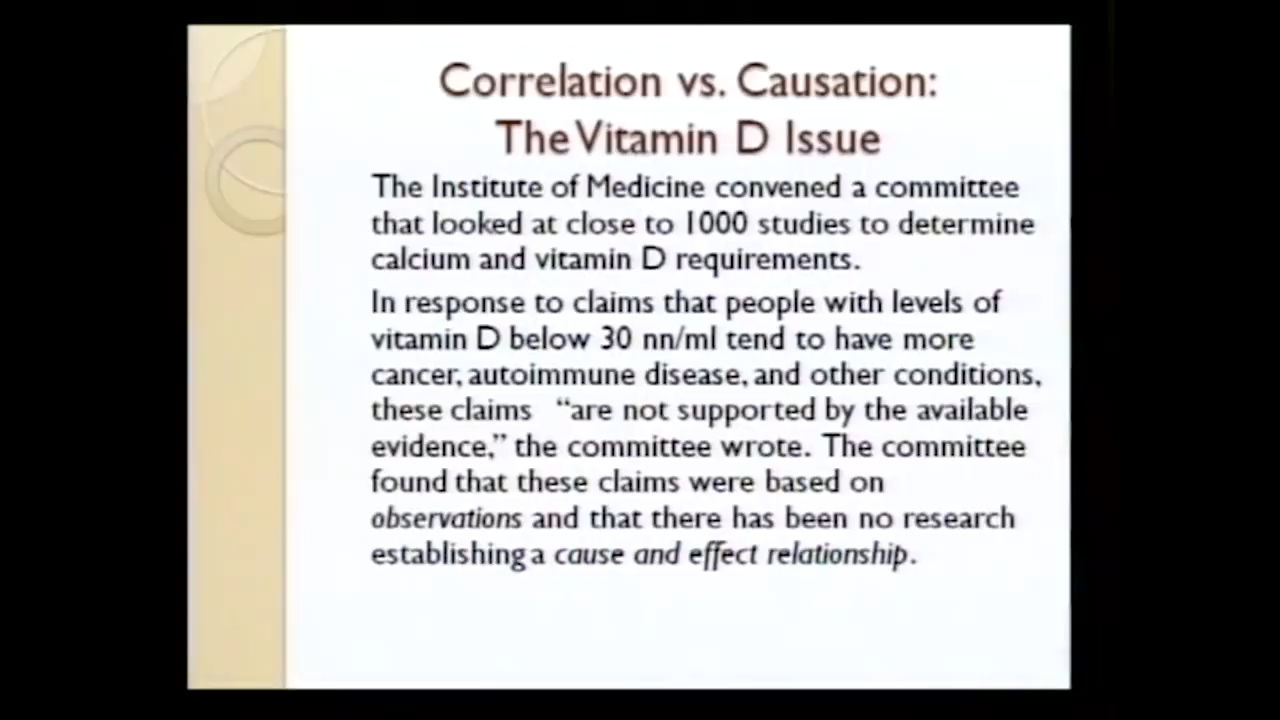 Correlation vs. Causation:
The Vitamin D Issue
The Institute of Medicine convened a committee
that looked at close to 1000 studies to determine
calcium and vitamin D requirements.
In response to claims that people with levels of
vitamin D below 30 nn/ml tend to have more
cancer, autoimmune disease, and other conditions,
these claims “are not supported by the available
evidence,” the committee wrote. The committee
found that these claims were based on
observations and that there has been no research
establishing a cause and effect relationship.